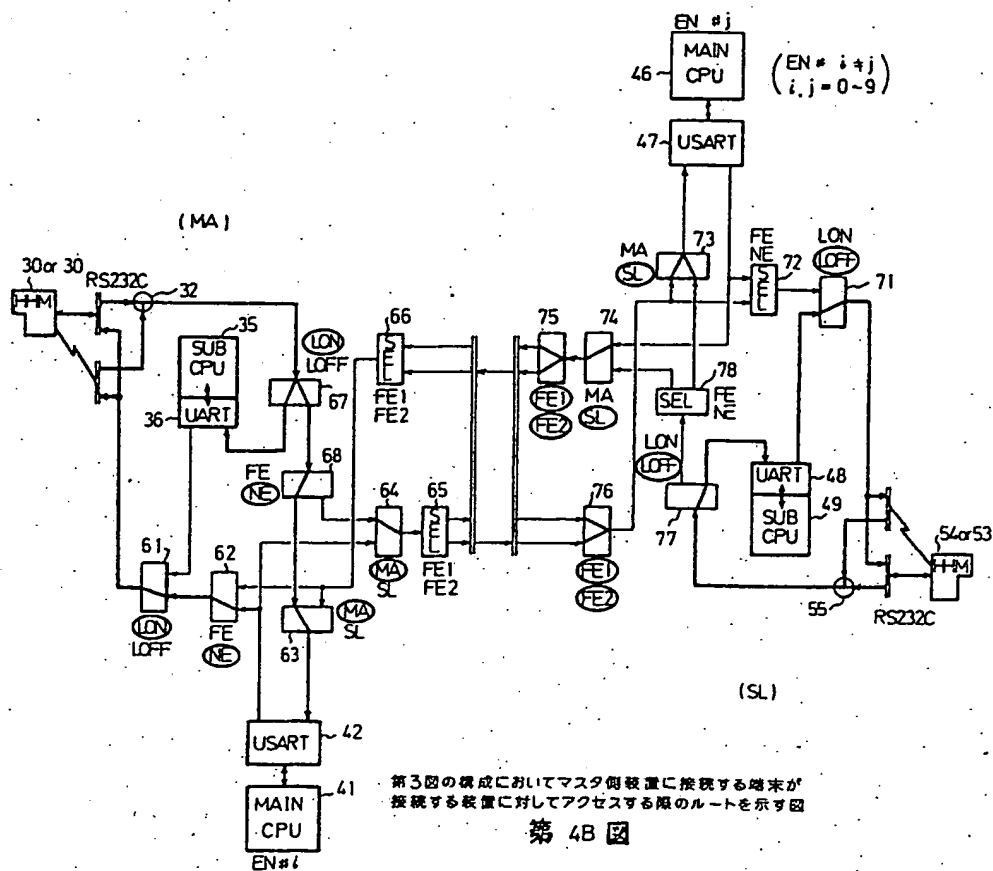 EN #j
MAIN
CPU
46
(EN# i≠j
i,j=0~9)
47
USART
(MA)
30 or 30
HHM
RS232C
32
35
SUB
CPU
36
UART
LON
LOFF
67
66
SEL
FE1
FE2
75
FE1
FE2
74
MA
SL
MA
SL
73
FE
NE
SEL
72
LON
LOFF
71
78
SEL
FE
NE
LON
LOFF
77
UART
48
SUB
CPU
49
54 or 53
HHM
55
RS232C
FE
NE
68
64
MA
SL
65
SEL
FE1
FE2
76
FE1
FE2
61
LON
LOFF
62
FE
NE
MA
SL
63
(SL)
USART
42
MAIN
CPU
41
EN#i
第3図の構成においてマスタ側装置に接続する端末が
接続する装置に対してアクセスする際のルートを示す図
第 4B 図